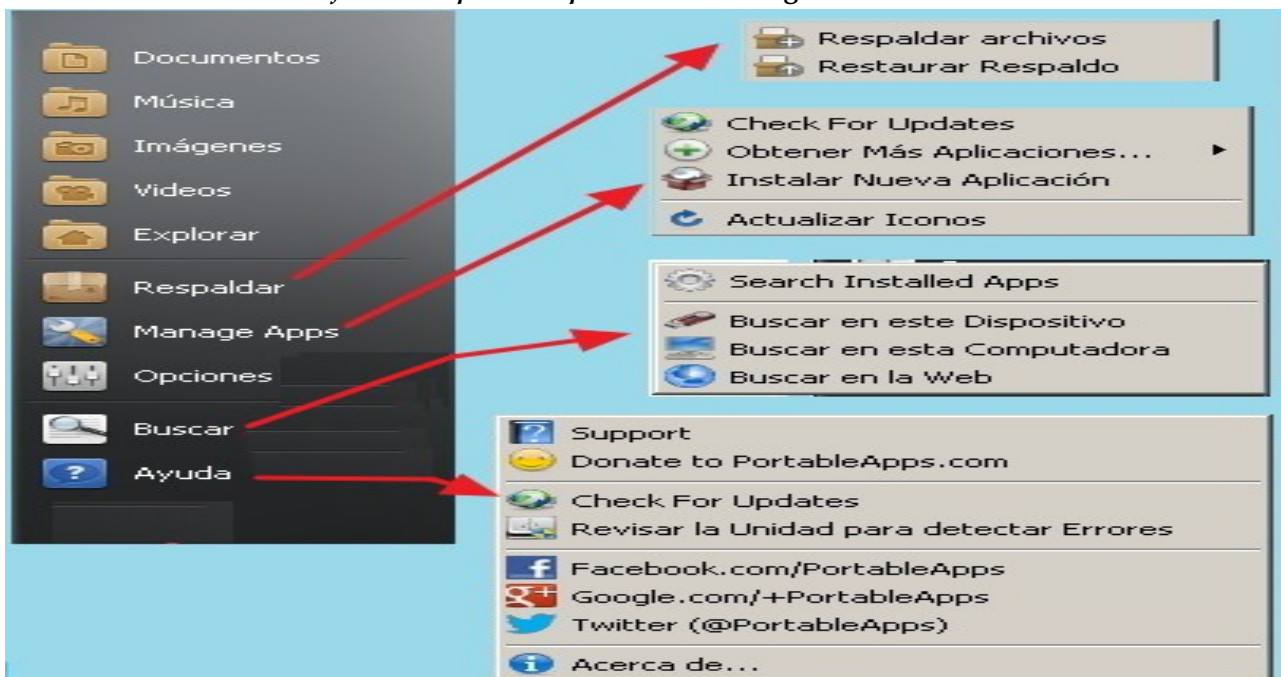 Documentos
Música
Imágenes
Videos
Explorar
Respaldar
Manage Apps
Opciones
Buscar
Ayuda
Respaldar archivos
Restaurar Respaldo
Check For Updates
Obtener Más Aplicaciones...
Instalar Nueva Aplicación
Actualizar Iconos
Search Installed Apps
Buscar en este Dispositivo
Buscar en esta Computadora
Buscar en la Web
Support
Donate to PortableApps.com
Check For Updates
Revisar la Unidad para detectar Errores
Facebook.com/PortableApps
Google.com/+PortableApps
Twitter (@PortableApps)
Acerca de...